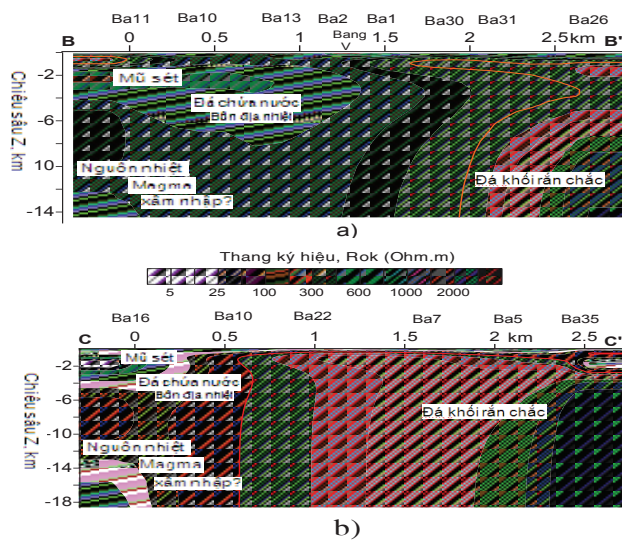 Ba11 Ba10 Ba13 Ba2 Ba1 Ba30 Ba31 Ba26
Bang V
B 0 0.5 1 2 2.5 km B'
Chiều sâu Z, km
-2
-6
10
-14
Mũ sét
Đá chứa nước
Bồn địa nhiệt
Nguồn nhiệt
Magma
xâm nhập?
Đá khối rắn chắc
a)
Thang ký hiệu, Rok (Ohm.m)
5 25 100 300 600 1000 2000
Ba16 Ba10 Ba22 Ba7 Ba5 Ba35
C 0 0.5 1 1.5 2 km 2.5 C'
Chiều sâu Z, km
-2
-6
-10
-14
-18
Mũ sét
Đá chứa nước
Bồn địa nhiệt
Nguồn nhiệt
Magma
xâm nhập?
Đá khối rắn chắc
b)